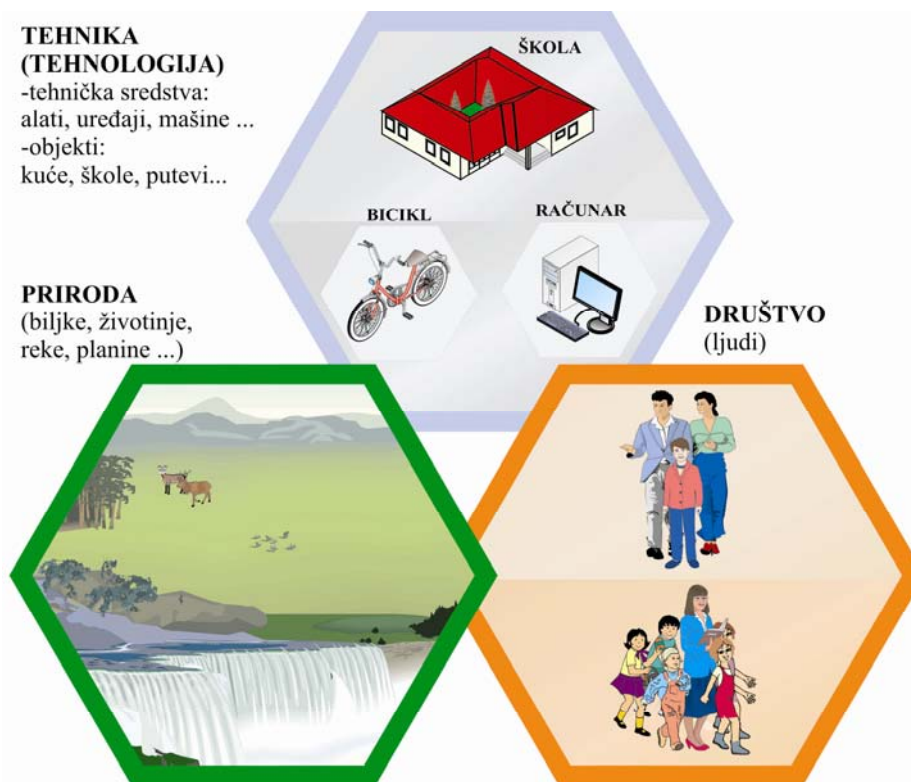 TEHNIKA
(TEHNOLOGIJA)
-tehnička sredstva:
alati, uređaji, mašine ...
-objekti:
kuće, škole, putevi...
ŠKOLA
BICIKL
RAČUNAR
PRIRODA
(biljke, životinje,
reke, planine ...)
DRUŠTVO
(ljudi)